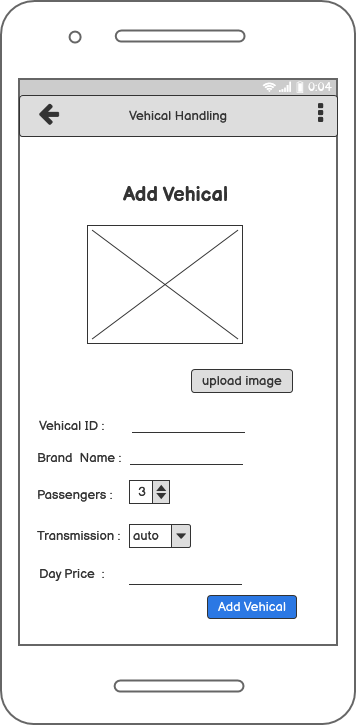 0:04
Vehical Handling
Add Vehical
upload image
Vehical ID :
Brand Name :
Passengers : 3
Transmission : auto
Day Price :
Add Vehical